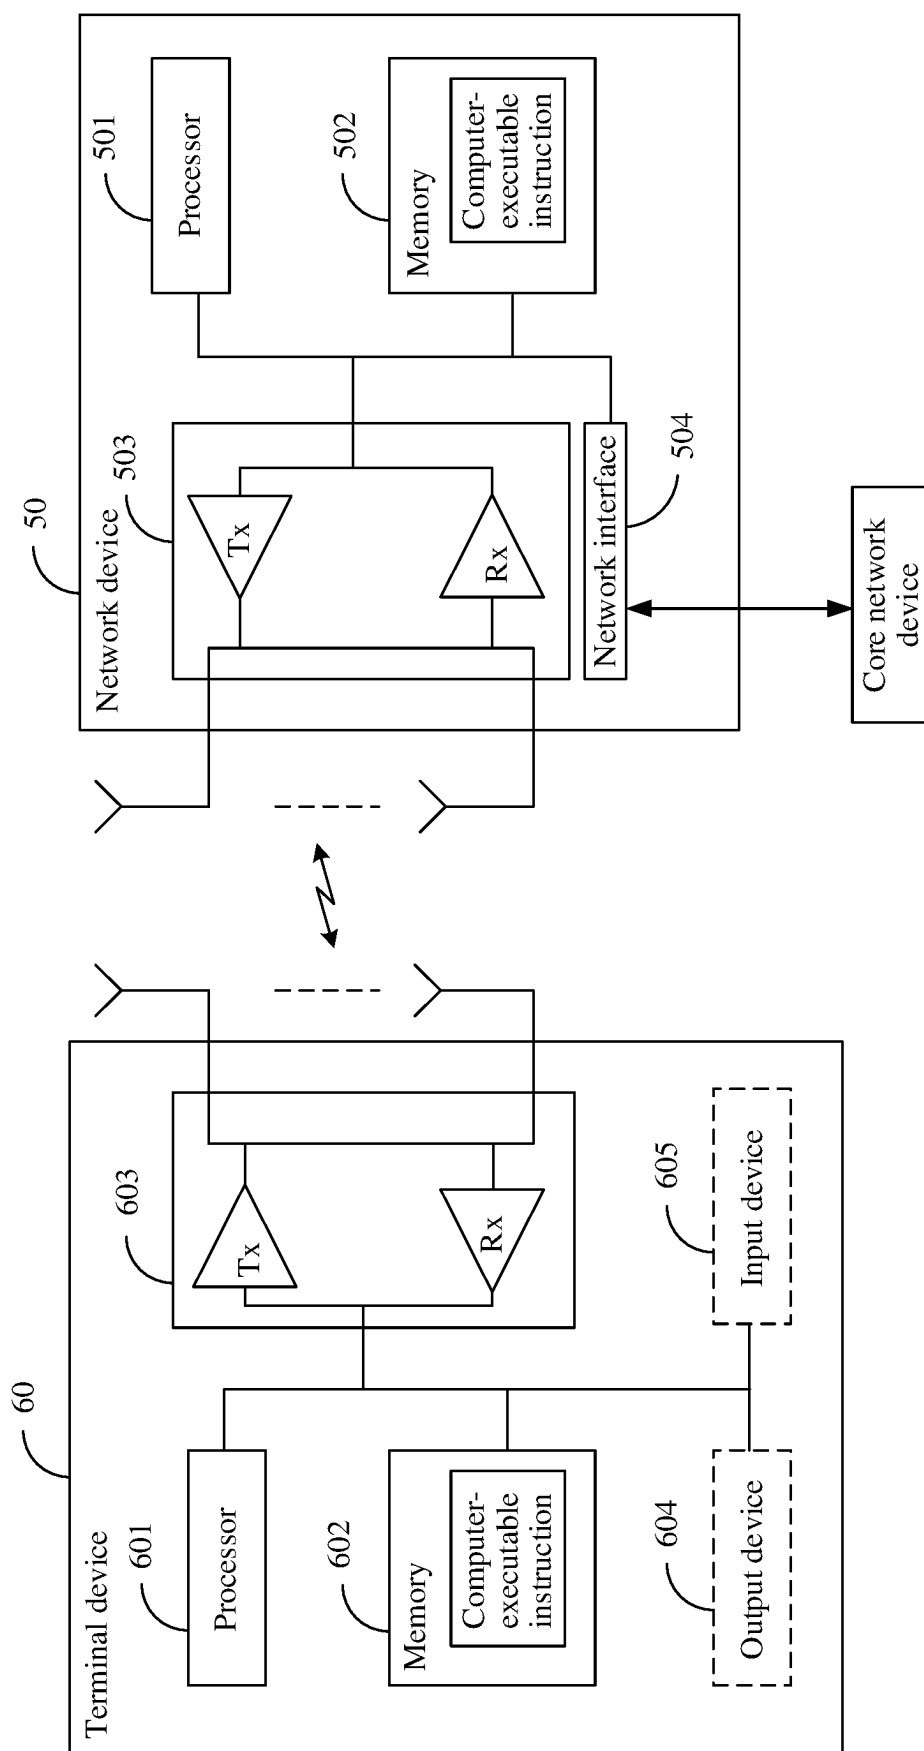 60
Terminal device
601
Processor
602
Memory
Computer-
executable
instruction
603
Tx
Rx
604
Output device
605
Input device
50
Network device
503
Tx
Rx
501
Processor
502
Memory
Computer-
executable
instruction
Network interface
504
Core network
device